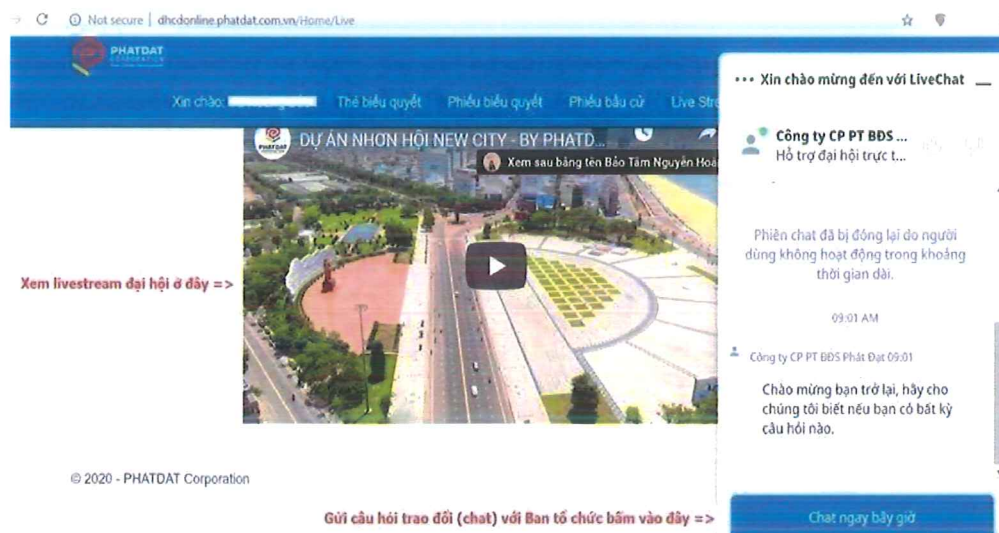 Not secure | dhcdonline.phatdat.com.vn/Home/Live
PHATDAT
CORPORATION
Xin chào:
Thẻ biểu quyết
Phiếu biểu quyết
Phiếu bầu cử
Live Stre
DỰ ÁN NHƠN HỘI NEW CITY - BY PHATD...
Xem sau bằng tên Bảo Tâm Nguyễn Hoà
Xem livestream đại hội ở đây =>
© 2020 - PHATDAT Corporation
Gửi câu hỏi trao đổi (chat) với Ban tổ chức bấm vào đây =>
••• Xin chào mừng đến với LiveChat
Công ty CP PT BĐS ...
Hỗ trợ đại hội trực t...
Phiên chat đã bị đóng lại do người
dùng không hoạt động trong khoảng
thời gian dài.
09:01 AM
Công ty CP PT BĐS Phát Đạt 09:01
Chào mừng bạn trở lại, hãy cho
chúng tôi biết nếu bạn có bất kỳ
câu hỏi nào.
Chat ngay bây giờ